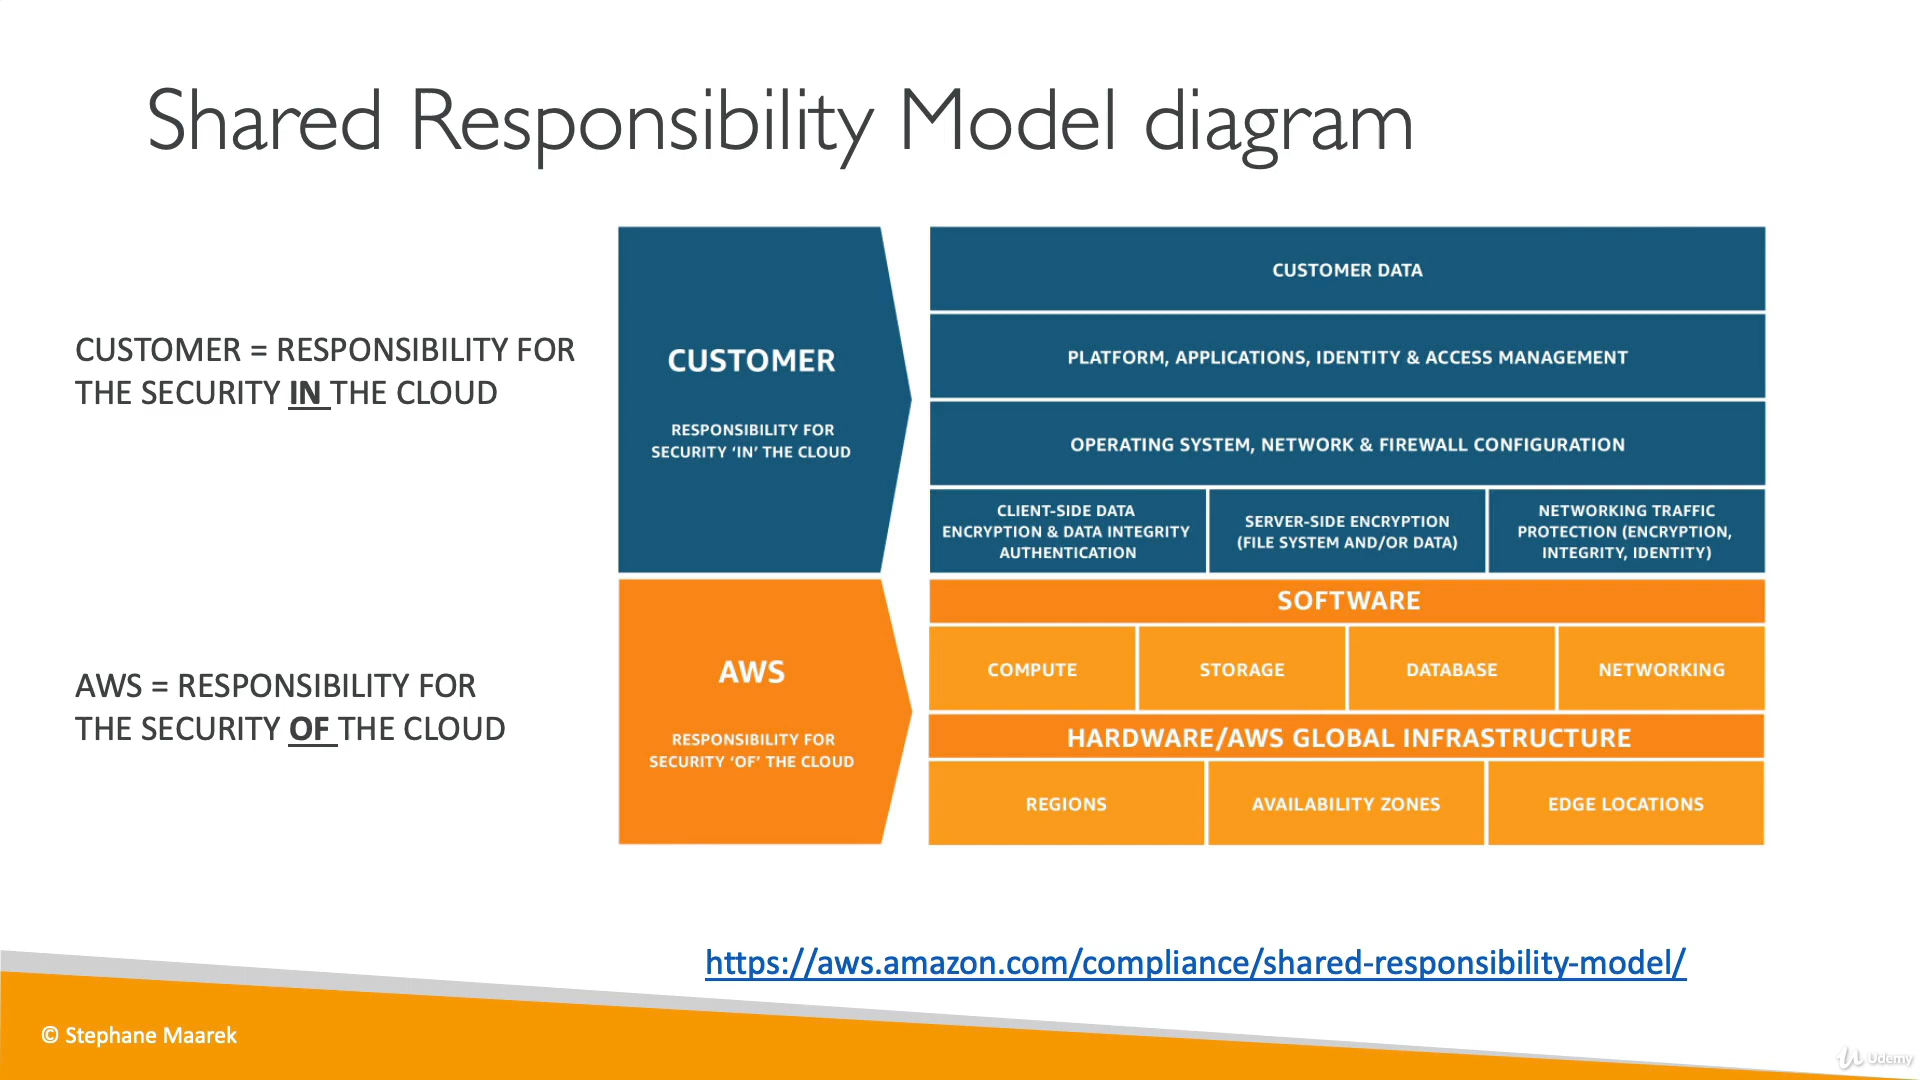 Shared Responsibility Model diagram
CUSTOMER = RESPONSIBILITY FOR
THE SECURITY IN THE CLOUD
AWS = RESPONSIBILITY FOR
THE SECURITY OF THE CLOUD
CUSTOMER
RESPONSIBILITY FOR
SECURITY ‘IN’ THE CLOUD
CUSTOMER DATA
PLATFORM, APPLICATIONS, IDENTITY & ACCESS MANAGEMENT
OPERATING SYSTEM, NETWORK & FIREWALL CONFIGURATION
CLIENT-SIDE DATA
ENCRYPTION & DATA INTEGRITY
AUTHENTICATION
SERVER-SIDE ENCRYPTION
(FILE SYSTEM AND/OR DATA)
NETWORKING TRAFFIC
PROTECTION (ENCRYPTION,
INTEGRITY, IDENTITY)
AWS
RESPONSIBILITY FOR
SECURITY ‘OF’ THE CLOUD
SOFTWARE
COMPUTE
STORAGE
DATABASE
NETWORKING
HARDWARE/AWS GLOBAL INFRASTRUCTURE
REGIONS
AVAILABILITY ZONES
EDGE LOCATIONS
https://aws.amazon.com/compliance/shared-responsibility-model/
© Stephane Maarek
Udemy